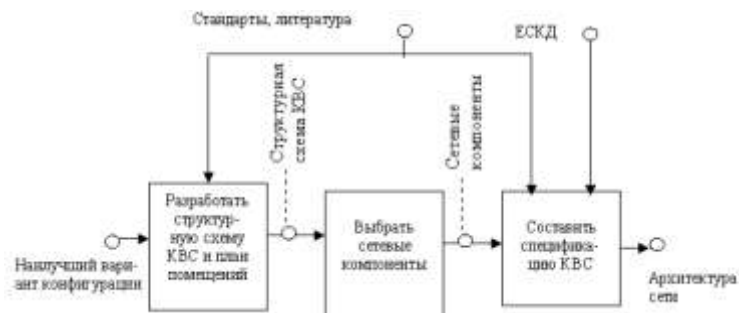 Стандарты, литература
ЕСКД
Структурная
схема КВС
Сетевые
компоненты
Разработать
структур-
ную схему
КВС и план
помещений
Выбрать
сетевые
компоненты
Составить
специфика-
цию КВС
Наилучший вари-
ант конфигурации
Архитектура
сети